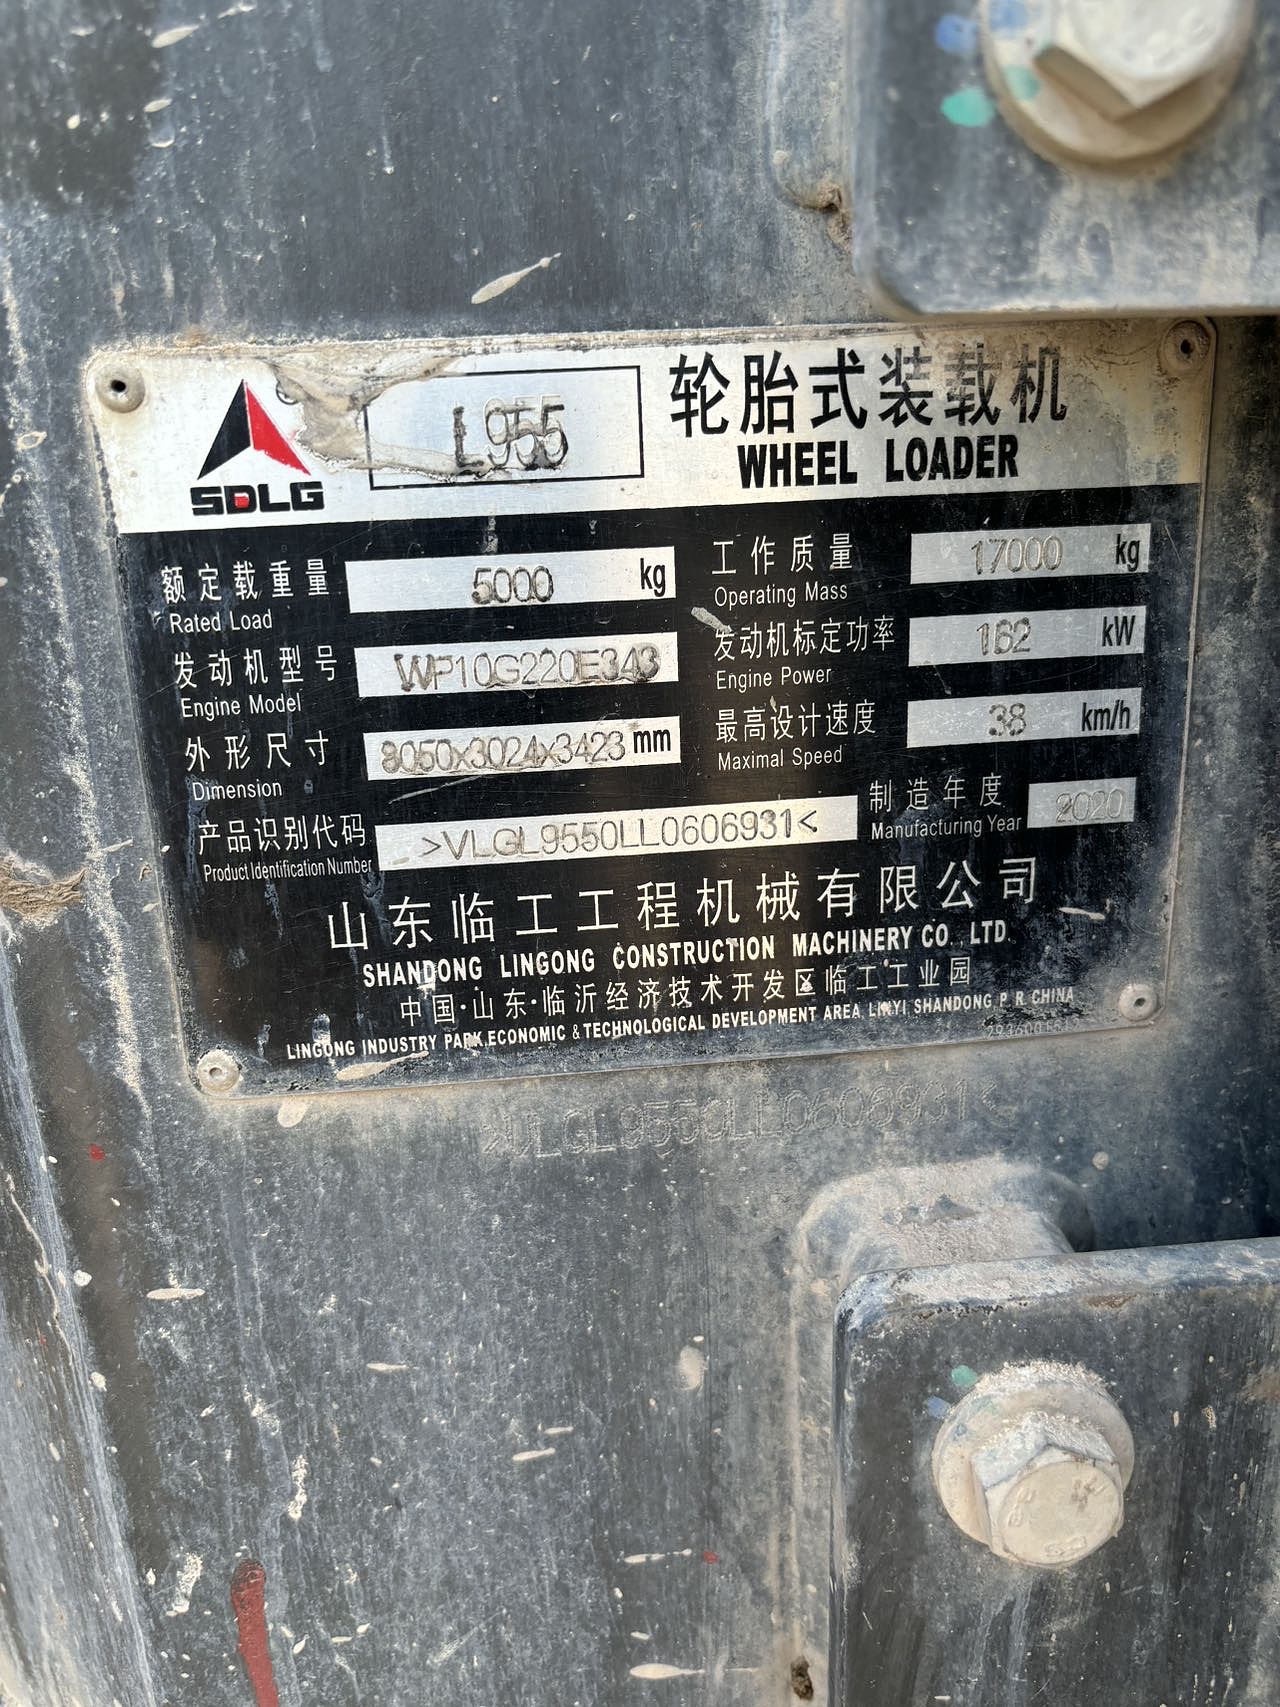 SDLG
L955
轮胎式装载机
WHEEL LOADER
额定载重量 5000 kg
Rated Load
工作质量 17000 kg
Operating Mass
发动机型号 WP10G220E343
Engine Model
发动机标定功率 162 kW
Engine Power
外形尺寸 8050x3024x3423 mm
Dimension
最高设计速度 38 km/h
Maximal Speed
产品识别代码 >VLGL9550LL0606931<
Product Identification Number
制造年度 2020
Manufacturing Year
山东临工工程机械有限公司
SHANDONG LINGONG CONSTRUCTION MACHINERY CO., LTD.
中国·山东·临沂经济技术开发区临工工业园
LINGONG INDUSTRY PARK,ECONOMIC & TECHNOLOGICAL DEVELOPMENT AREA, LINYI, SHANDONG, P. R. CHINA
>VLGL9550LL0606931<